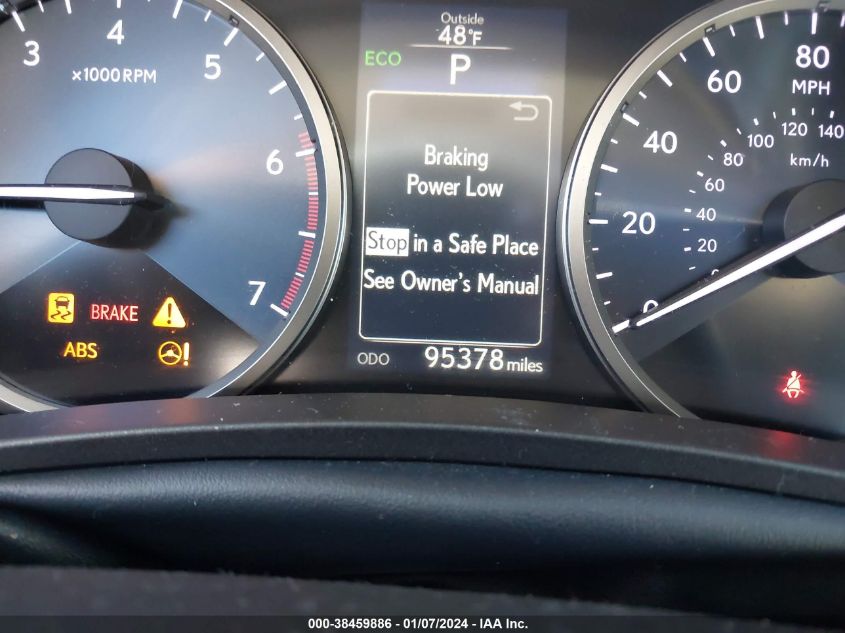 3
4
5
6
7
x1000RPM
BRAKE
ABS
Outside
48°F
ECO
P
Braking
Power Low
Stop in a Safe Place
See Owner's Manual
ODO 95378 miles
0
20
40
60
80
MPH
20
40
60
80
100
120
140
km/h
000-38459886 - 01/07/2024 - IAA Inc.